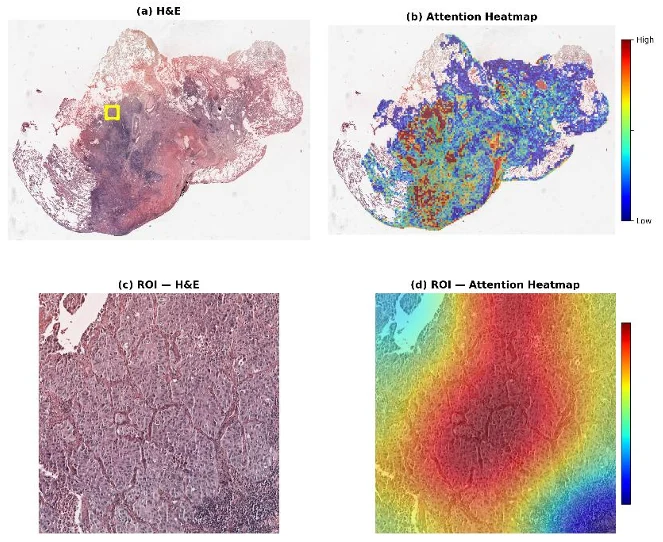 (a) H&E
(b) Attention Heatmap
High
Low
(c) ROI — H&E
(d) ROI — Attention Heatmap